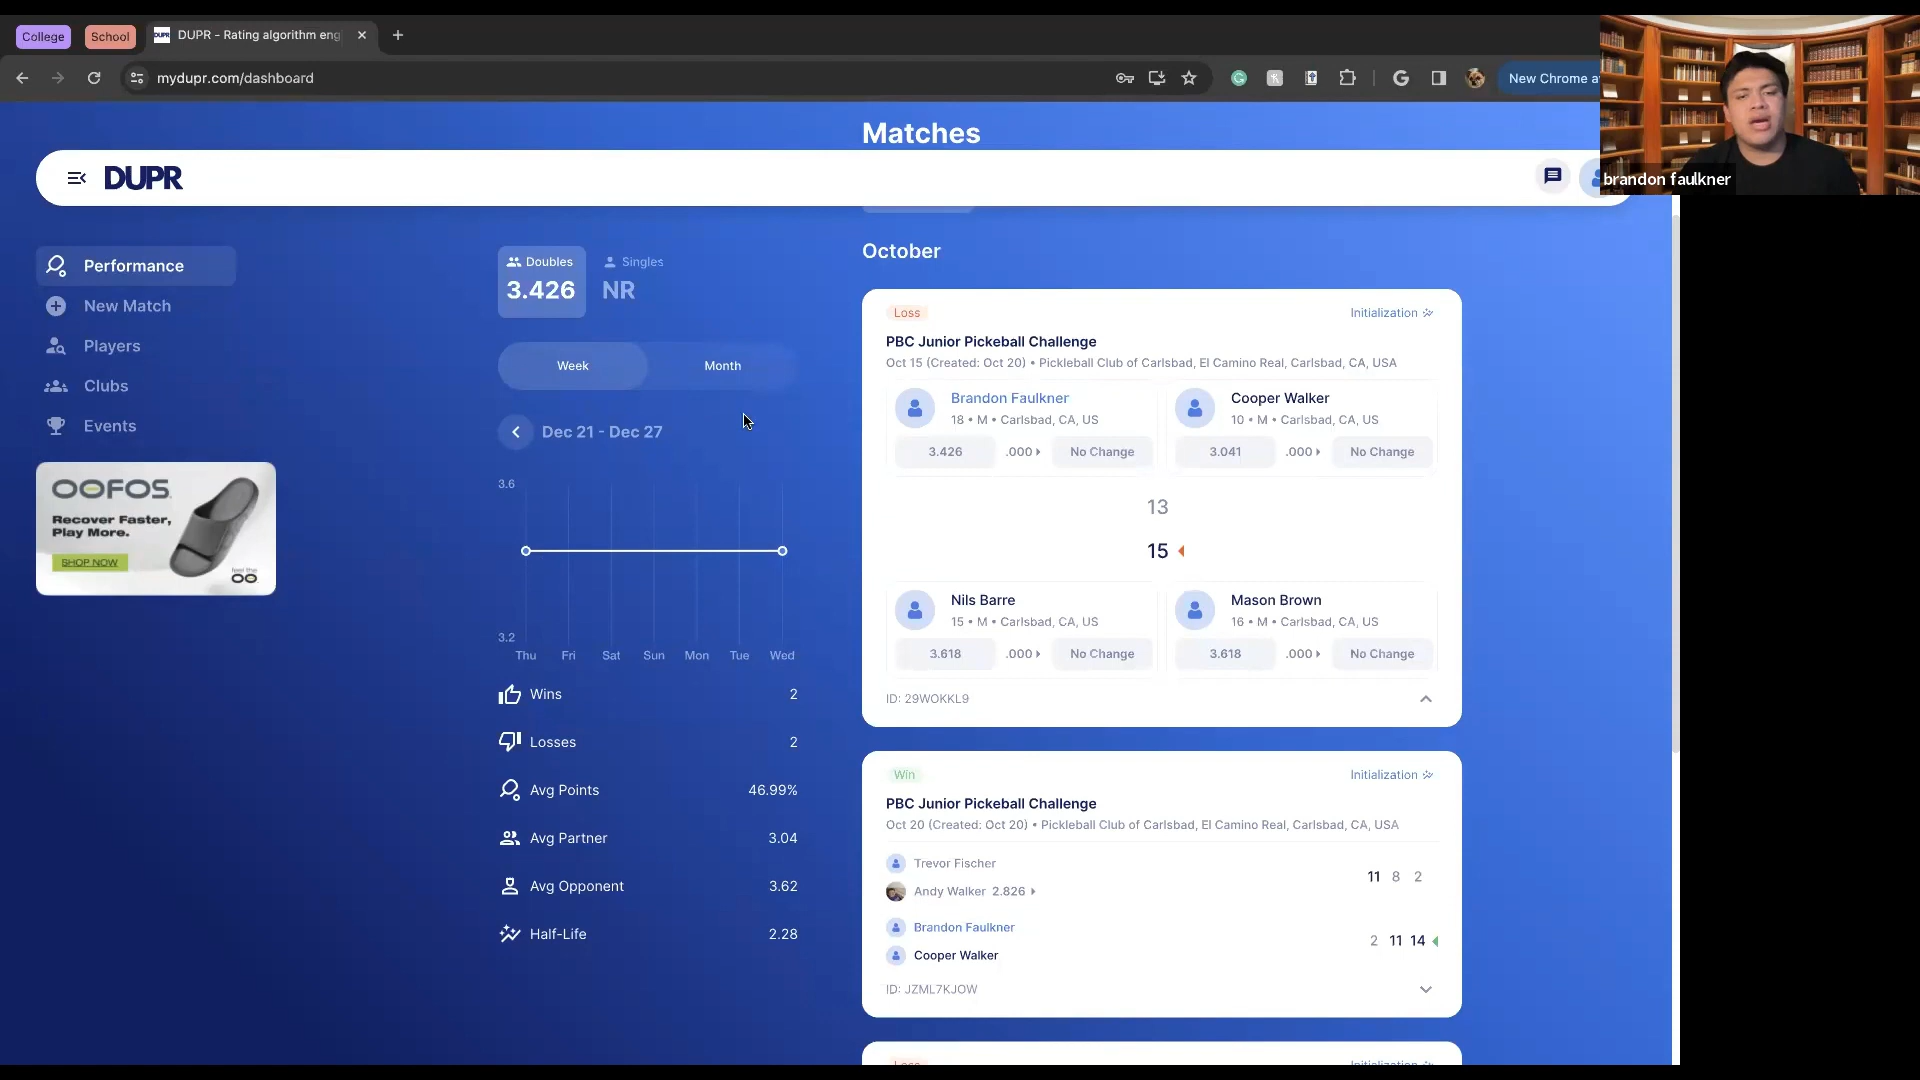 College
School
DUPR
DUPR - Rating algorithm eng
mydupr.com/dashboard
New Chrome a
brandon faulkner
Matches
DUPR
Performance
New Match
Players
Clubs
Events
OOFOS
Recover Faster,
Play More.
SHOP NOW
feel the
OO
Doubles
3.426
Singles
NR
Week
Month
Dec 21 - Dec 27
3.6
3.2
Thu Fri Sat Sun Mon Tue Wed
Wins 2
Losses 2
Avg Points 46.99%
Avg Partner 3.04
Avg Opponent 3.62
Half-Life 2.28
October
Loss Initialization
PBC Junior Pickeball Challenge
Oct 15 (Created: Oct 20) • Pickleball Club of Carlsbad, El Camino Real, Carlsbad, CA, USA
Brandon Faulkner
18 • M • Carlsbad, CA, US
3.426 .000 No Change
Cooper Walker
10 • M • Carlsbad, CA, US
3.041 .000 No Change
13
15
Nils Barre
15 • M • Carlsbad, CA, US
3.618 .000 No Change
Mason Brown
16 • M • Carlsbad, CA, US
3.618 .000 No Change
ID: 29WOKKL9
Win Initialization
PBC Junior Pickeball Challenge
Oct 20 (Created: Oct 20) • Pickleball Club of Carlsbad, El Camino Real, Carlsbad, CA, USA
Trevor Fischer
Andy Walker 2.826
11 8 2
Brandon Faulkner
Cooper Walker
2 11 14
ID: JZML7KJOW
Loss Initialization